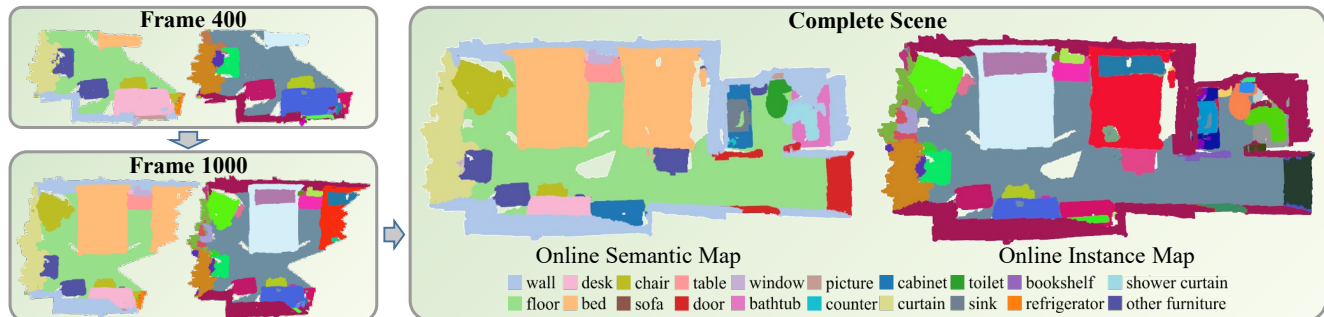 Frame 400
Frame 1000
Complete Scene
Online Semantic Map
Online Instance Map
wall desk chair table window picture cabinet toilet bookshelf shower curtain
floor bed sofa door bathtub counter curtain sink refrigerator other furniture